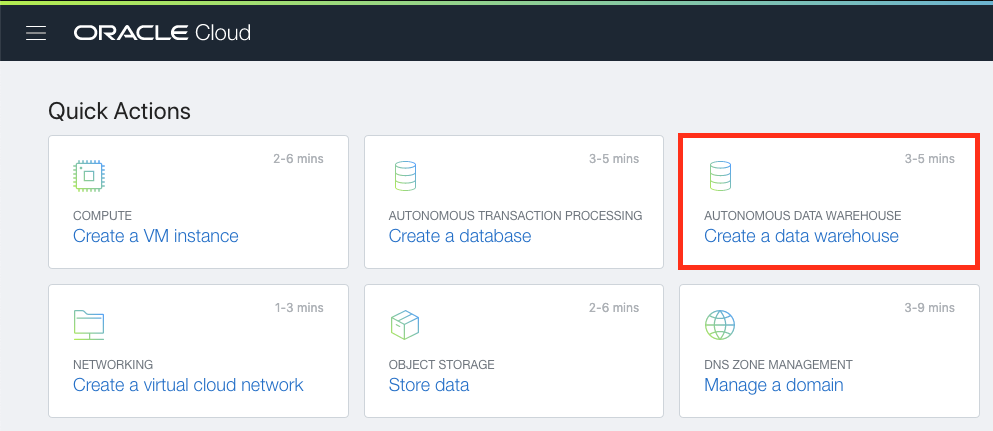 ORACLE Cloud
Quick Actions
2-6 mins
COMPUTE
Create a VM instance
3-5 mins
AUTONOMOUS TRANSACTION PROCESSING
Create a database
3-5 mins
AUTONOMOUS DATA WAREHOUSE
Create a data warehouse
1-3 mins
NETWORKING
Create a virtual cloud network
2-6 mins
OBJECT STORAGE
Store data
3-9 mins
DNS ZONE MANAGEMENT
Manage a domain